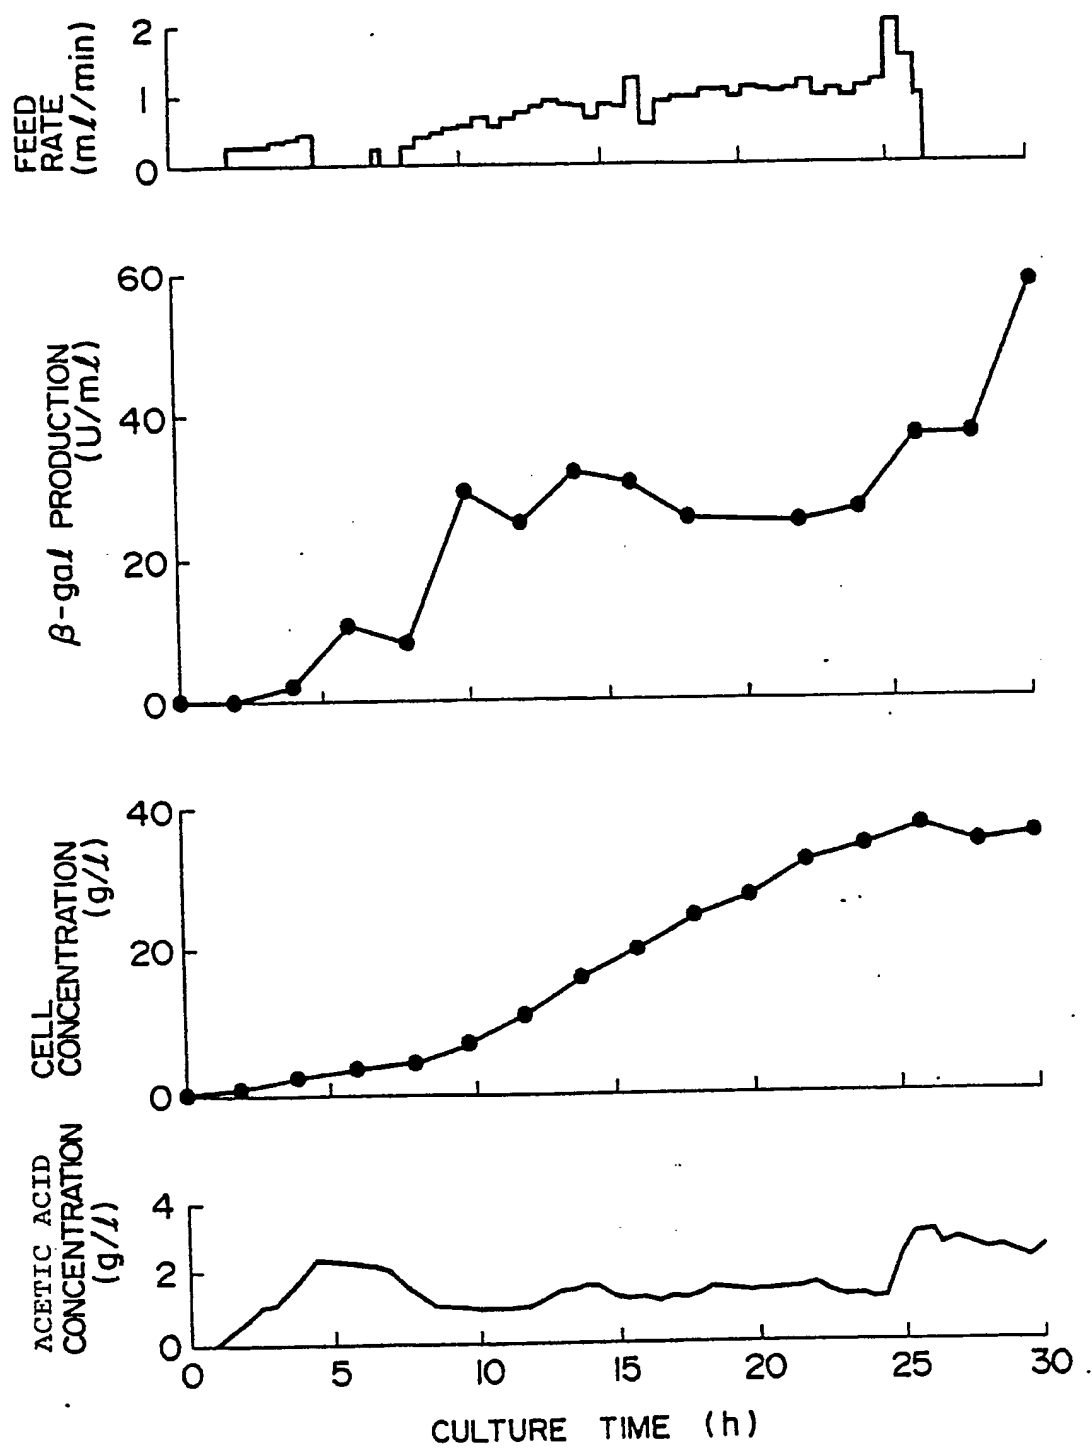 FEED
RATE
(mℓ/min)
2
1
0
β-gaℓ PRODUCTION
(U/mℓ)
60
40
20
0
CELL
CONCENTRATION
(g/ℓ)
40
20
0
ACETIC ACID
CONCENTRATION
(g/ℓ)
4
2
0
0 5 10 15 20 25 30
CULTURE TIME (h)